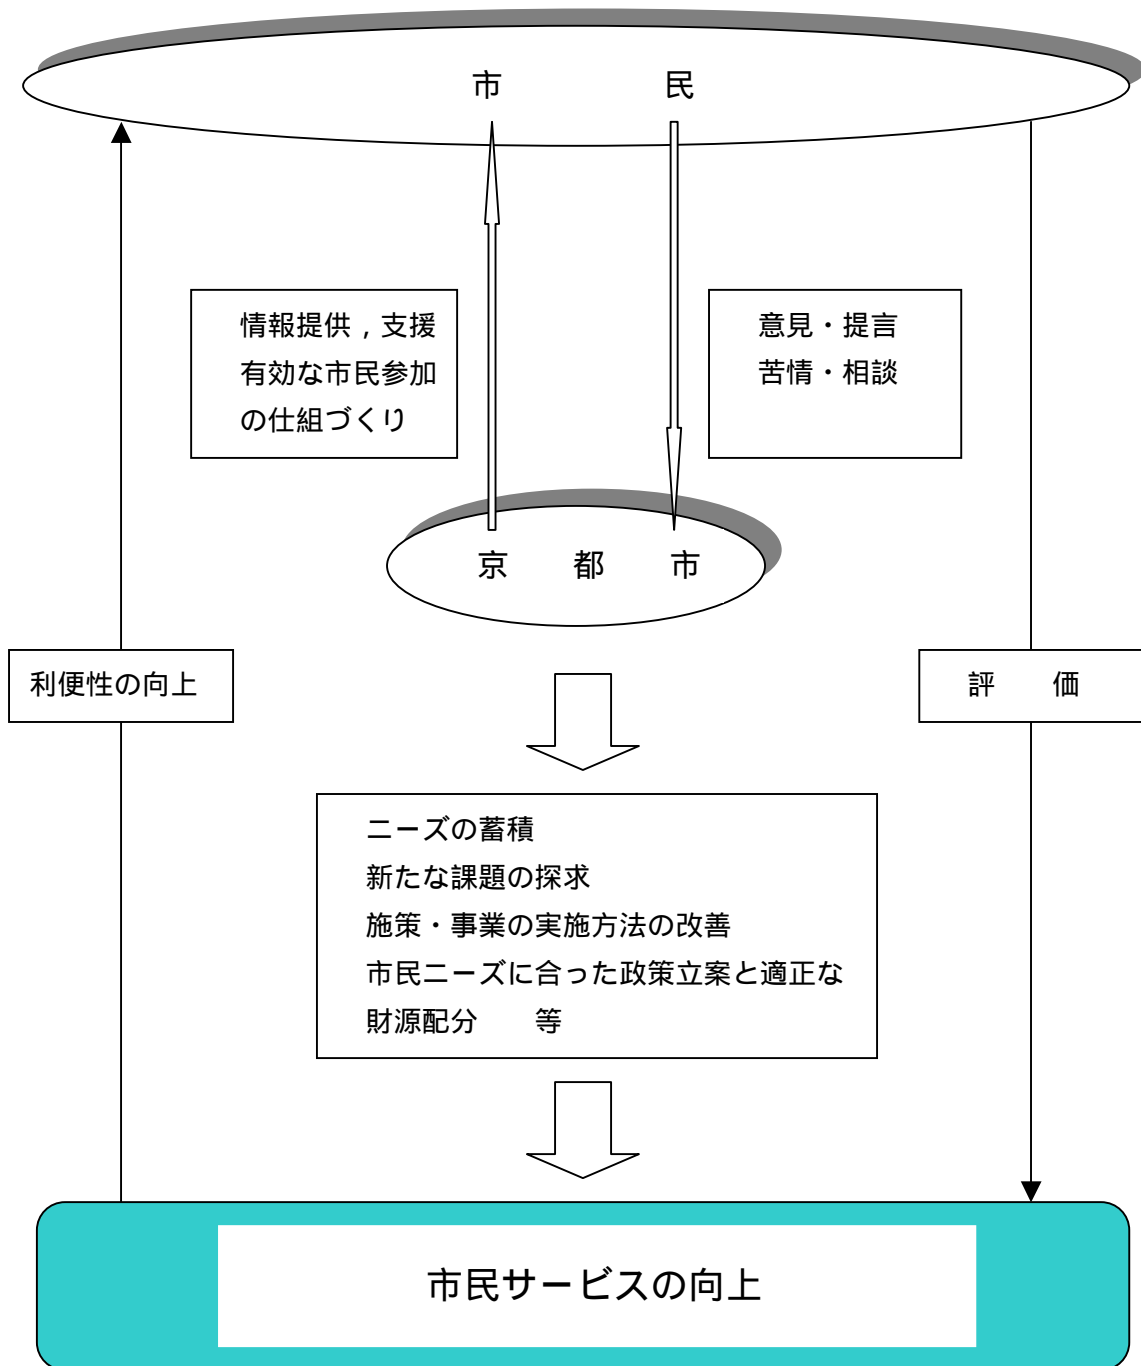 市　　民
情報提供，支援
有効な市民参加
の仕組づくり
意見・提言
苦情・相談
京　都　市
利便性の向上
評　価
ニーズの蓄積
新たな課題の探求
施策・事業の実施方法の改善
市民ニーズに合った政策立案と適正な
財源配分　　等
市民サービスの向上